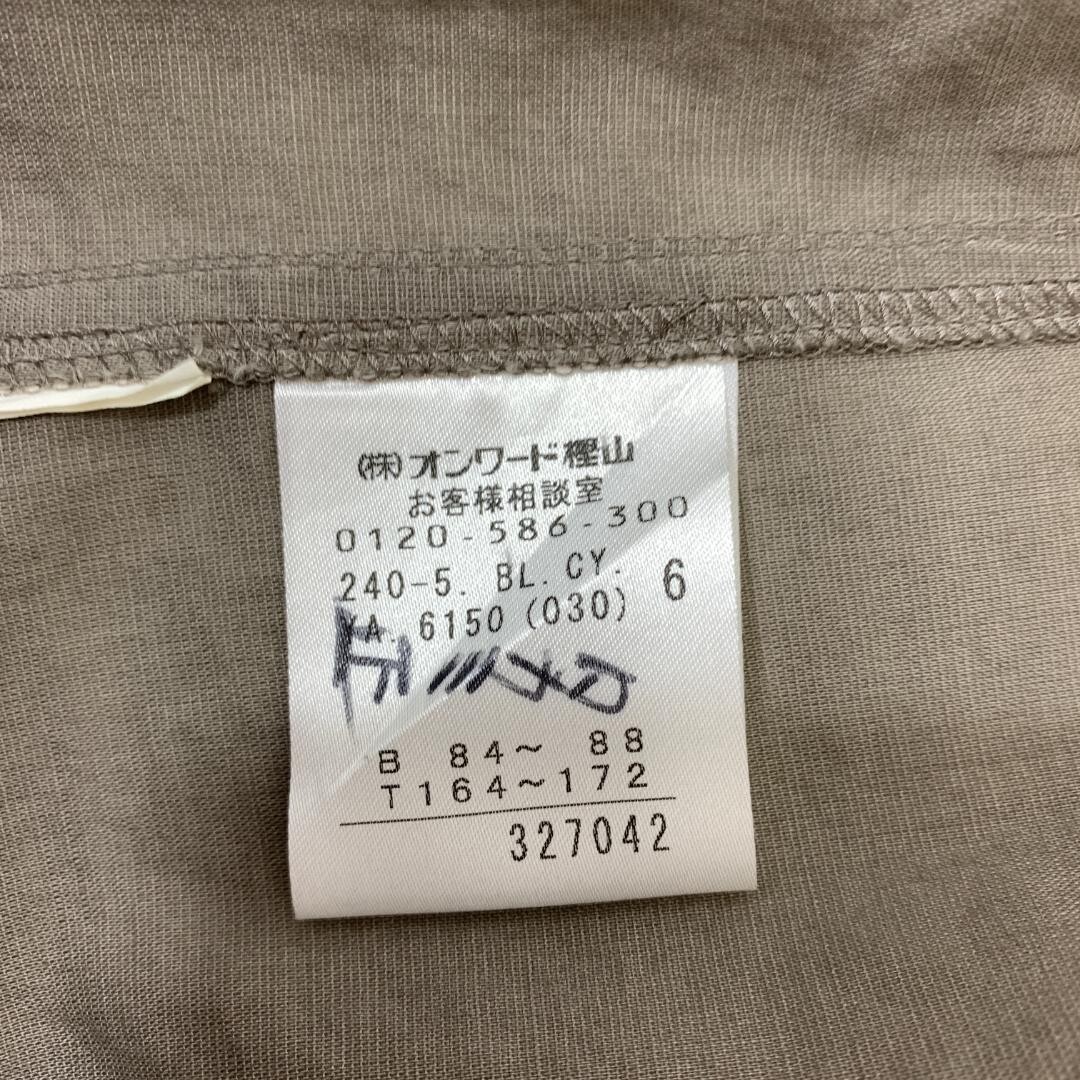 (株)オンワード樫山
お客様相談室
0120-586-300
240-5. BL. CY.
6
6150 (030)
B 84～ 88
T164～172
327042